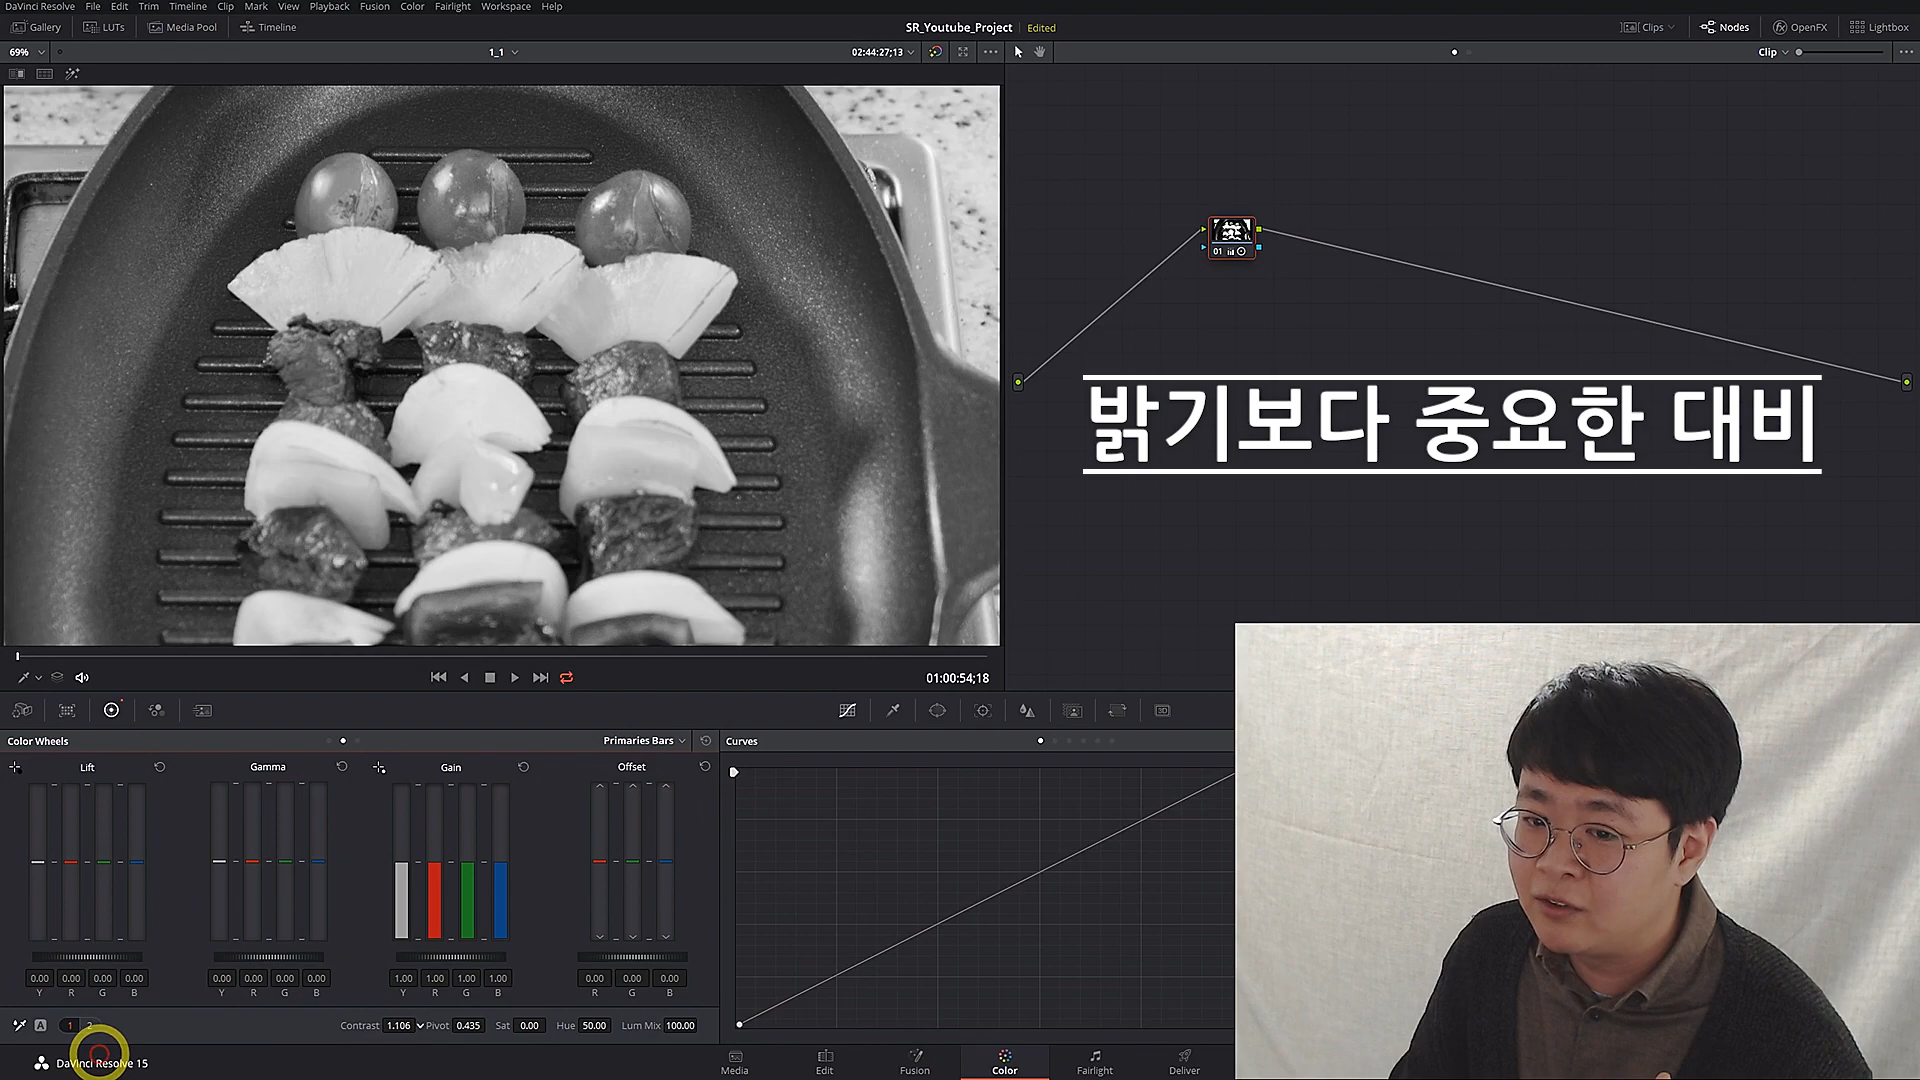 DaVinci Resolve File Edit Trim Timeline Clip Mark View Playback Fusion Color Fairlight Workspace Help
Gallery LUTs Media Pool Timeline SR_Youtube_Project Edited Clips Nodes OpenFX Lightbox
69% 1_1 02:44:27;13 Clip
01
밝기보다 중요한 대비
01:00:54;18
3D
Color Wheels Primaries Bars Curves
Lift Gamma Gain Offset
0.00 0.00 0.00 0.00 0.00 0.00 0.00 0.00 1.00 1.00 1.00 1.00 0.00 0.00 0.00
Y R G B Y R G B Y R G B R G B
A 1 2 Contrast 1.106 Pivot 0.435 Sat 0.00 Hue 50.00 Lum Mix 100.00
DaVinci Resolve 15 Media Edit Fusion Color Fairlight Deliver